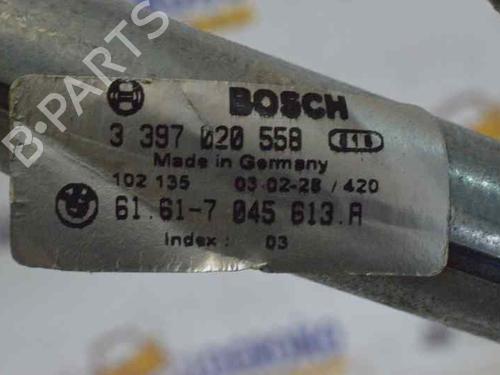 BOSCH
3 397 020 558
Made in Germany
102 135 03-02-28 / 420
61.61-7 045 613.A
Index : 03
B-PARTS